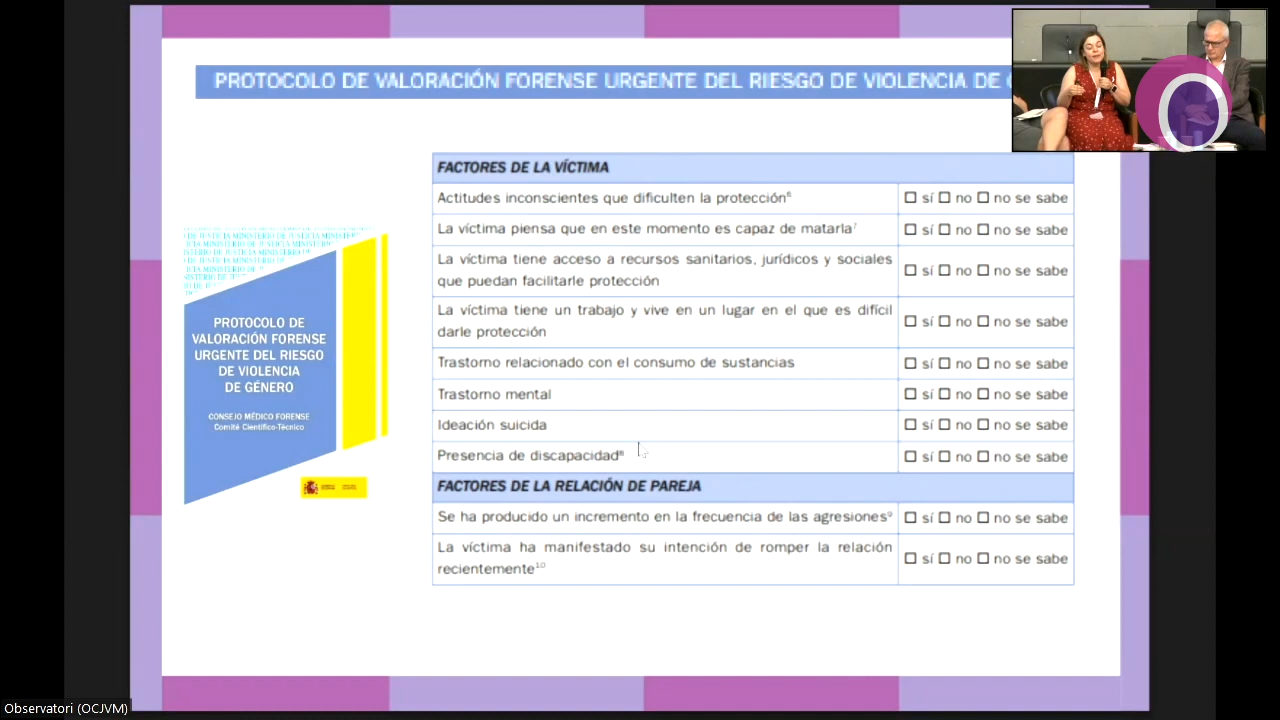 PROTOCOLO DE VALORACIÓN FORENSE URGENTE DEL RIESGO DE VIOLENCIA DE
FACTORES DE LA VÍCTIMA
Actitudes inconscientes que dificulten la protección⁶
☐ sí ☐ no ☐ no se sabe
La víctima piensa que en este momento es capaz de matarla⁷
☐ sí ☐ no ☐ no se sabe
La víctima tiene acceso a recursos sanitarios, jurídicos y sociales
que puedan facilitarle protección
☐ sí ☐ no ☐ no se sabe
La víctima tiene un trabajo y vive en un lugar en el que es difícil
darle protección
☐ sí ☐ no ☐ no se sabe
Trastorno relacionado con el consumo de sustancias
☐ sí ☐ no ☐ no se sabe
Trastorno mental
☐ sí ☐ no ☐ no se sabe
Ideación suicida
☐ sí ☐ no ☐ no se sabe
Presencia de discapacidad⁸
☐ sí ☐ no ☐ no se sabe
FACTORES DE LA RELACIÓN DE PAREJA
Se ha producido un incremento en la frecuencia de las agresiones⁹
☐ sí ☐ no ☐ no se sabe
La víctima ha manifestado su intención de romper la relación
recientemente¹⁰
☐ sí ☐ no ☐ no se sabe
PROTOCOLO DE
VALORACIÓN FORENSE
URGENTE DEL RIESGO
DE VIOLENCIA
DE GÉNERO
CONSEJO MÉDICO FORENSE
Comité Científico-Técnico
Observatori (OCJVM)